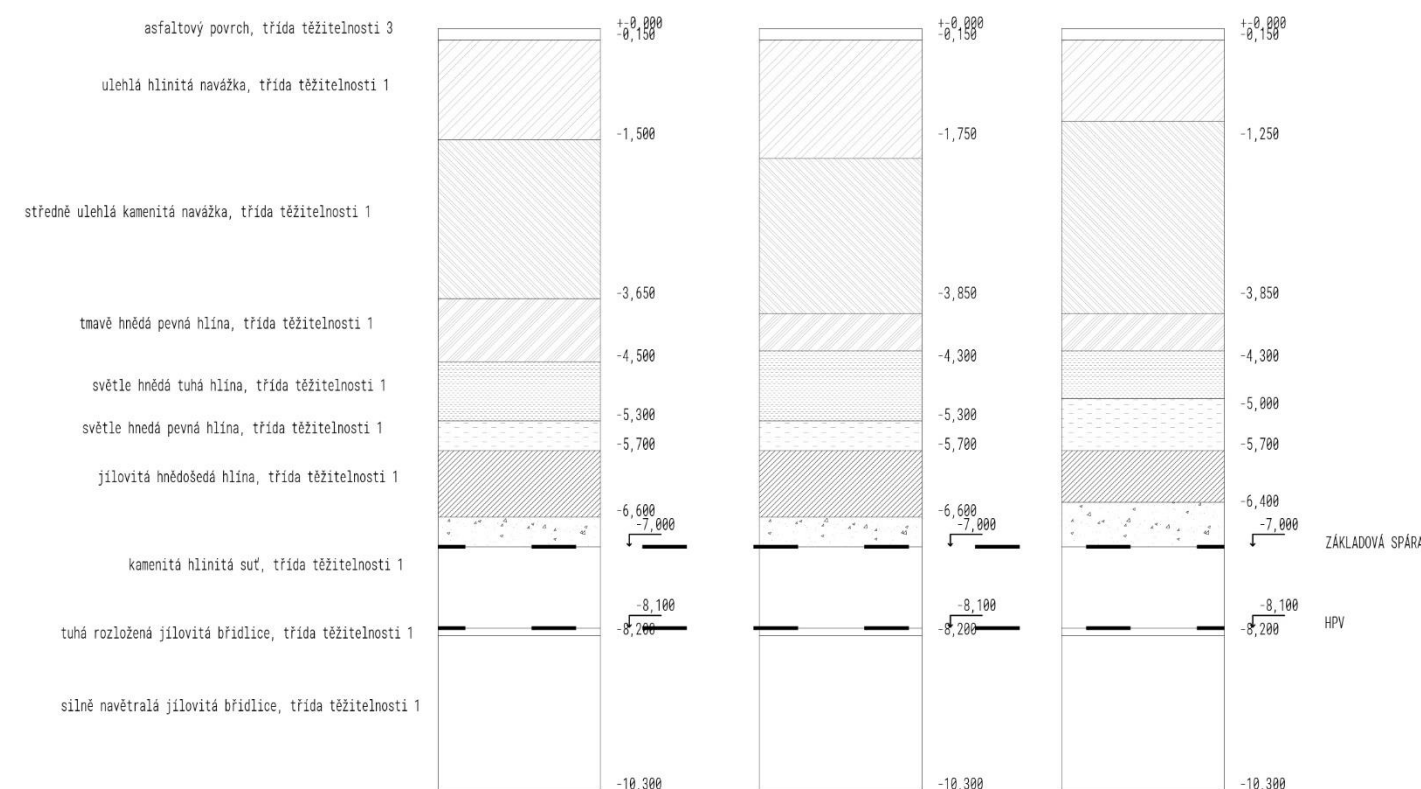 asfaltový povrch, třída těžitelnosti 3
+-0,000 +-0,000 +-0,000
-0,150 -0,150 -0,150
ulehlá hlinitá navážka, třída těžitelnosti 1
-1,500 -1,750 -1,250
středně ulehlá kamenitá navážka, třída těžitelnosti 1
-3,650 -3,850 -3,850
tmavě hnědá pevná hlína, třída těžitelnosti 1
-4,500 -4,300 -4,300
světle hnědá tuhá hlína, třída těžitelnosti 1
-5,300 -5,300 -5,000
světle hnedá pevná hlína, třída těžitelnosti 1
-5,700 -5,700 -5,700
jílovitá hnědošedá hlína, třída těžitelnosti 1
-6,600 -6,600 -6,400
-7,000 -7,000 -7,000
ZÁKLADOVÁ SPÁRA
kamenitá hlinitá suť, třída těžitelnosti 1
-8,100 -8,100 -8,100
HPV
tuhá rozložená jílovitá břidlice, třída těžitelnosti 1
-8,200 -8,200 -8,200
silně navětralá jílovitá břidlice, třída těžitelnosti 1
-10,300 -10,300 -10,300